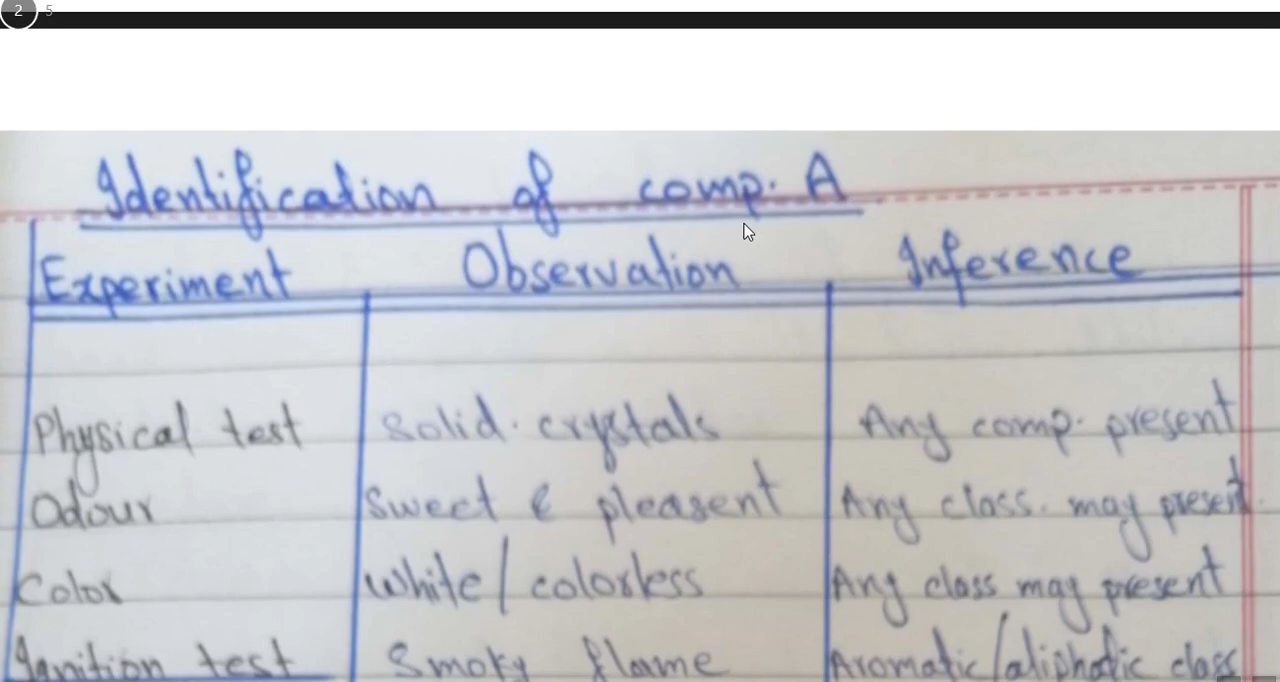 2 5
Identification of comp. A
Experiment Observation Inference
Physical test Solid. crystals Any comp. present
Odour Sweet & pleasent Any class. may present.
Color White / colorless Any class may present
Ignition test Smoky flame Aromatic/aliphatic class